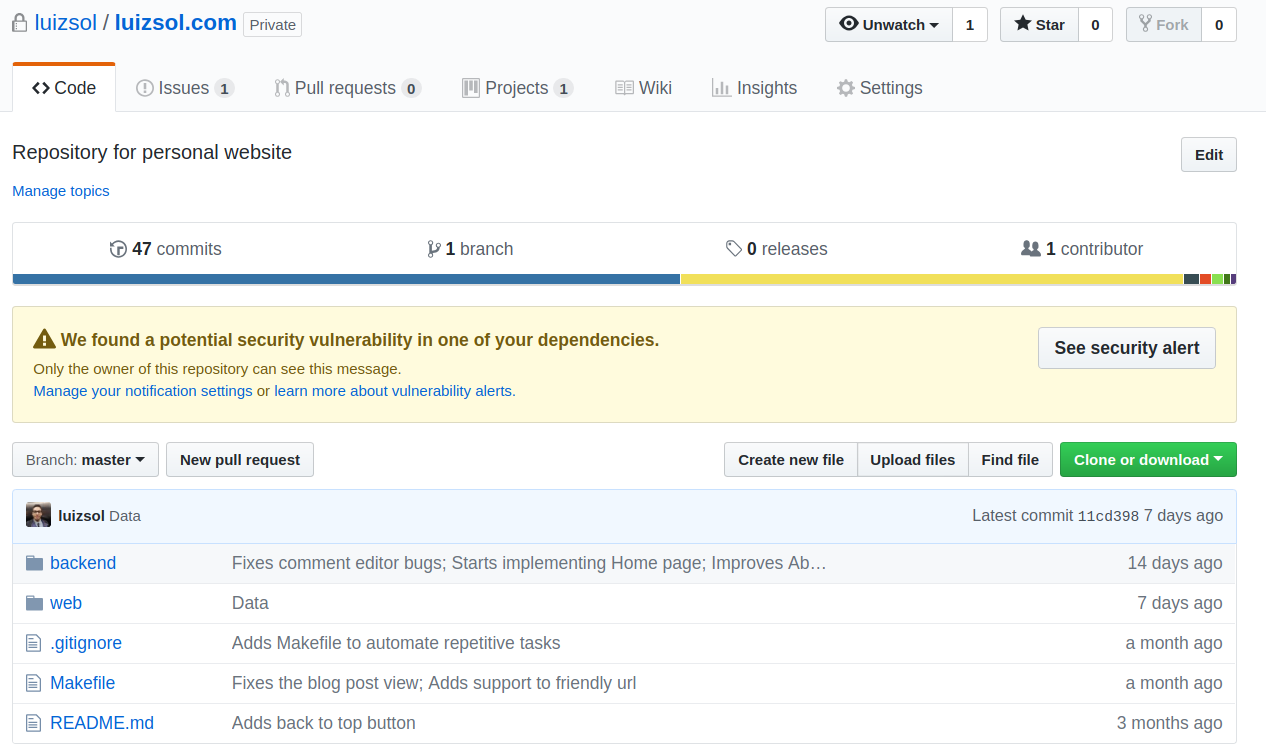 luizsol / luizsol.com Private Unwatch 1 Star 0 Fork 0
Code Issues 1 Pull requests 0 Projects 1 Wiki Insights Settings
Repository for personal website Edit
Manage topics
47 commits 1 branch 0 releases 1 contributor
We found a potential security vulnerability in one of your dependencies.
See security alert
Only the owner of this repository can see this message.
Manage your notification settings or learn more about vulnerability alerts.
Branch: master New pull request Create new file Upload files Find file Clone or download
luizsol Data Latest commit 11cd398 7 days ago
backend Fixes comment editor bugs; Starts implementing Home page; Improves Ab… 14 days ago
web Data 7 days ago
.gitignore Adds Makefile to automate repetitive tasks a month ago
Makefile Fixes the blog post view; Adds support to friendly url a month ago
README.md Adds back to top button 3 months ago